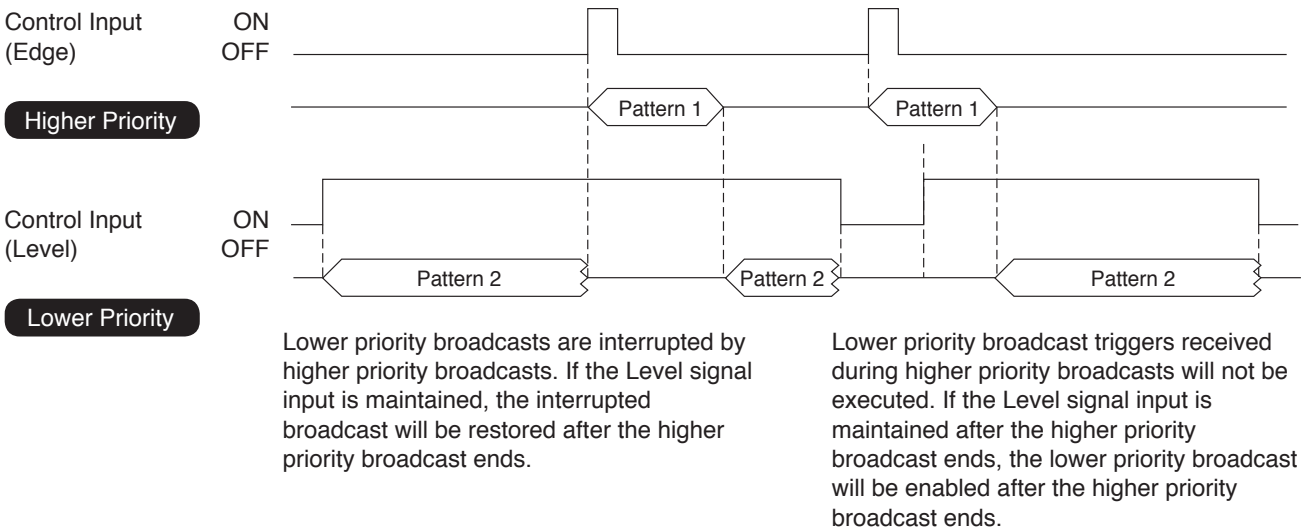 Control Input ON
(Edge) OFF
Higher Priority
Pattern 1
Pattern 1
Control Input ON
(Level) OFF
Pattern 2
Pattern 2
Pattern 2
Lower Priority
Lower priority broadcasts are interrupted by
higher priority broadcasts. If the Level signal
input is maintained, the interrupted
broadcast will be restored after the higher
priority broadcast ends.
Lower priority broadcast triggers received
during higher priority broadcasts will not be
executed. If the Level signal input is
maintained after the higher priority
broadcast ends, the lower priority broadcast
will be enabled after the higher priority
broadcast ends.